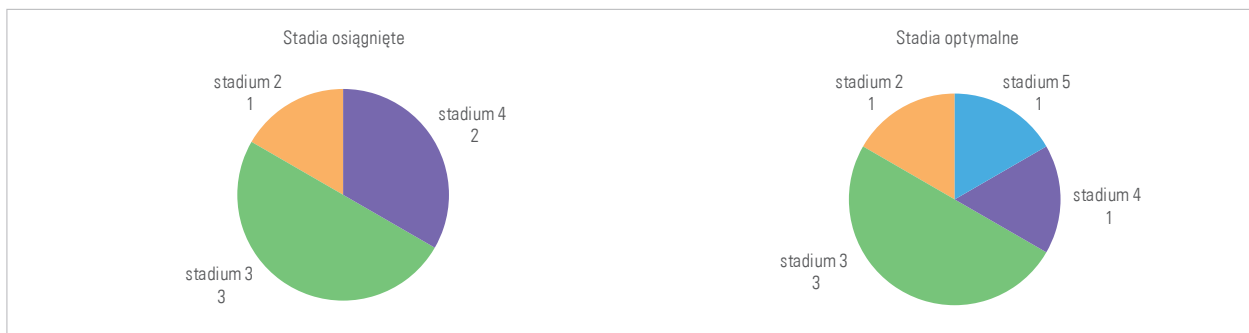 Stadia osiągnięte
stadium 2
1
stadium 4
2
stadium 3
3
Stadia optymalne
stadium 2
1
stadium 5
1
stadium 4
1
stadium 3
3